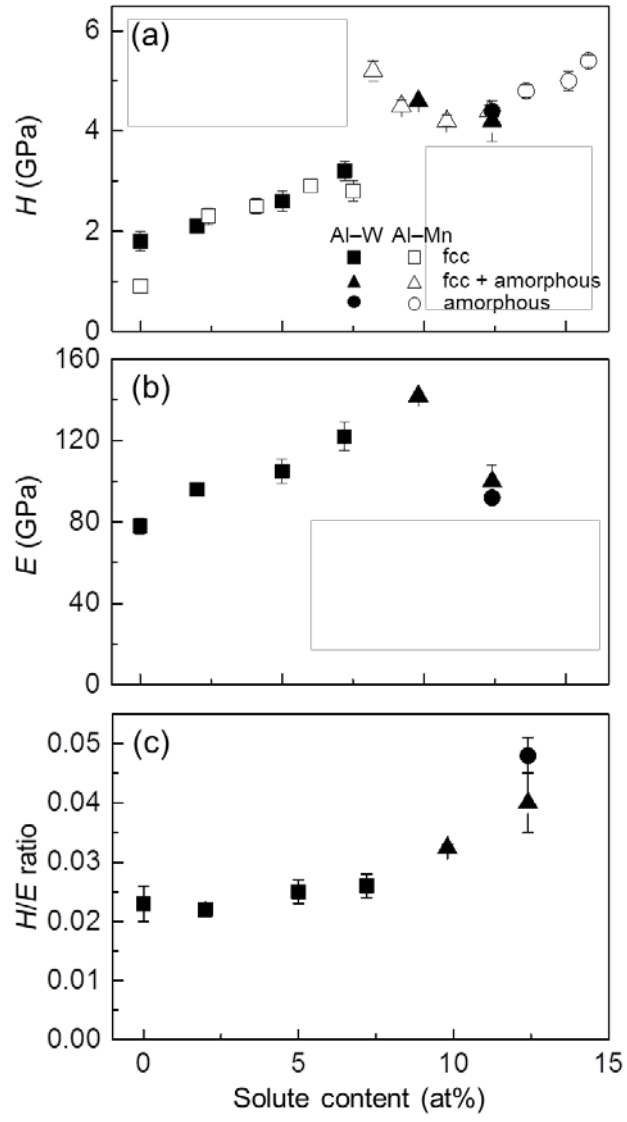 (a)
6
4
2
0
H (GPa)
Al–W Al–Mn
fcc
fcc + amorphous
amorphous
(b)
160
120
80
40
0
E (GPa)
(c)
0.05
0.04
0.03
0.02
0.01
0.00
H/E ratio
0 5 10 15
Solute content (at%)